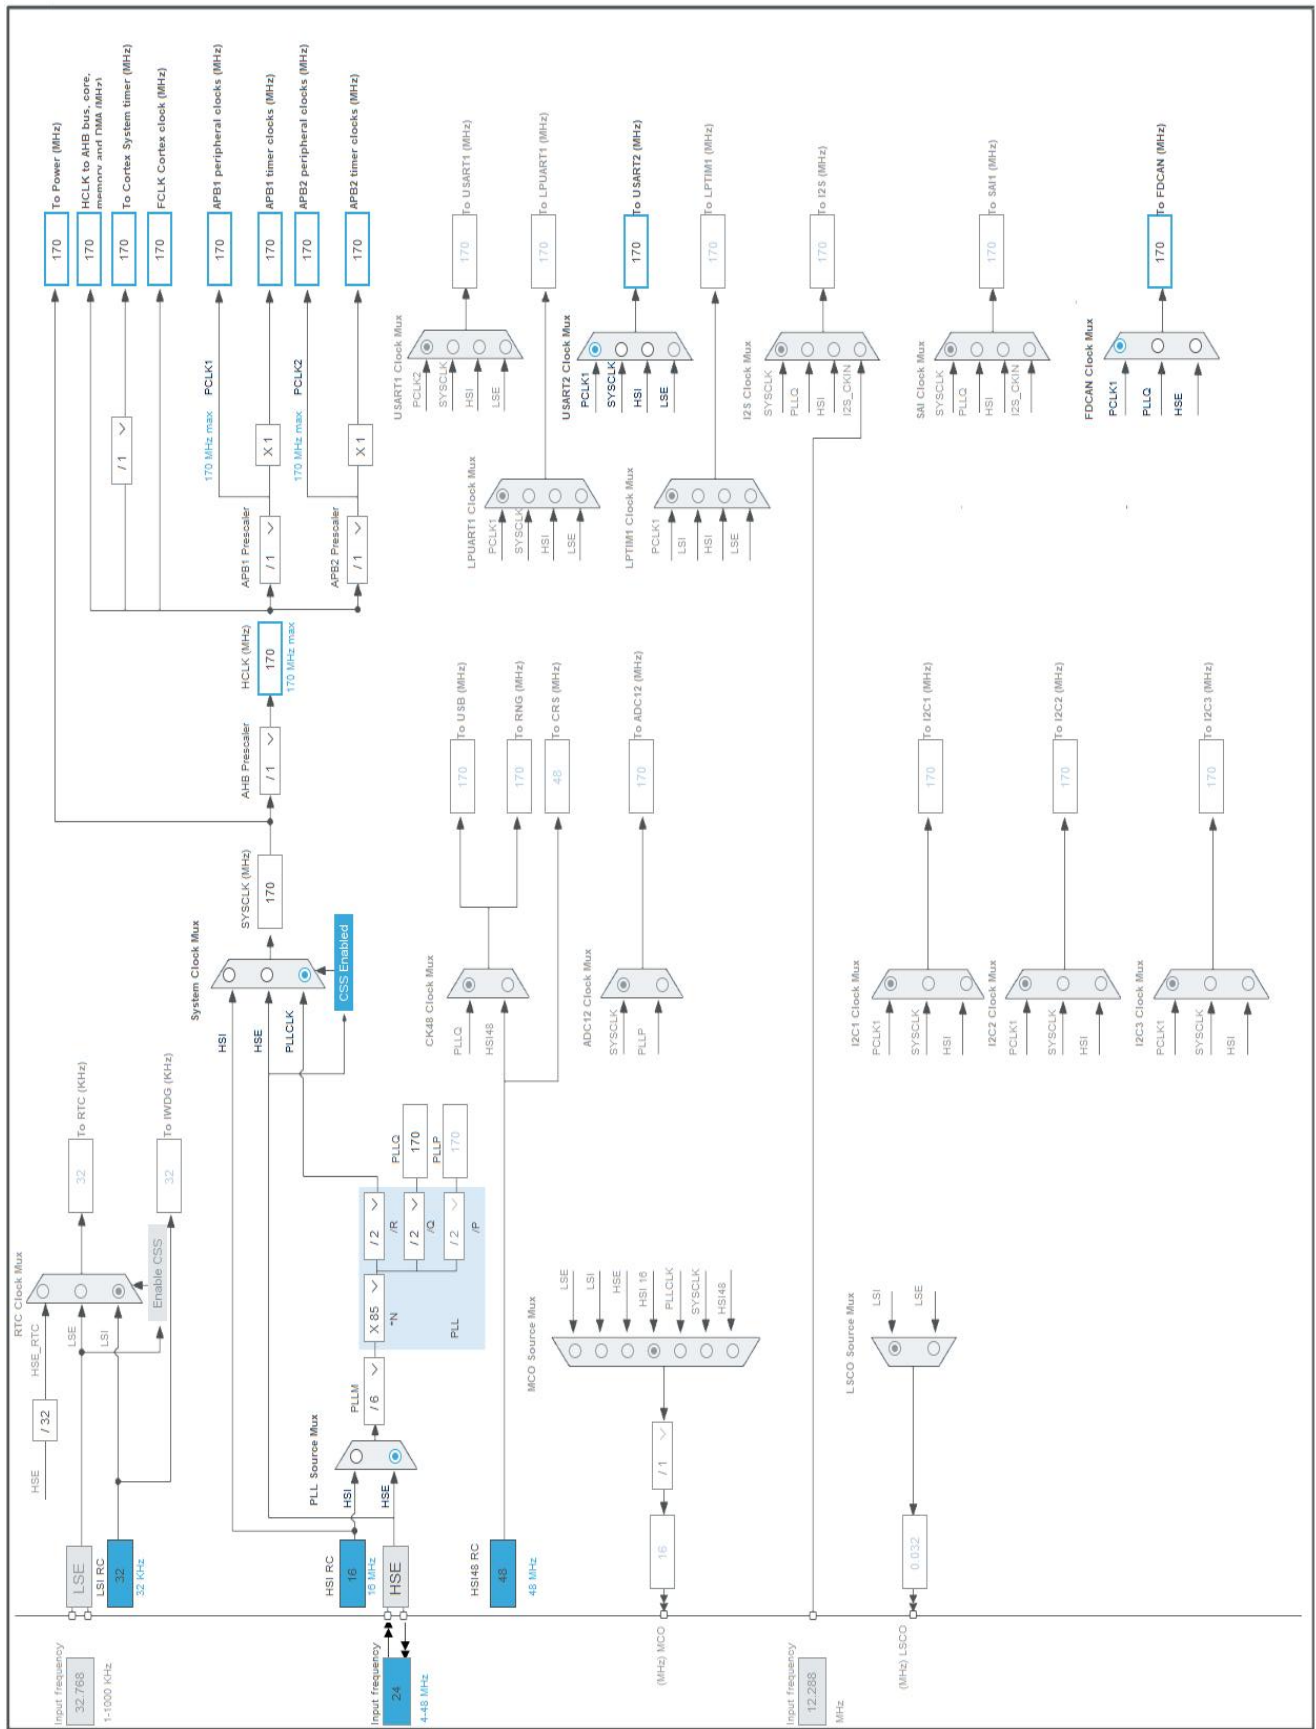 Input frequency
32.768
1-1000 KHz
LSE
LSI RC
32
32 KHz
HSE
/ 32
HSE_RTC
LSE
LSI
RTC Clock Mux
Enable CSS
32
To RTC (KHz)
32
To IWDG (KHz)
Input frequency
24
4-48 MHz
HSI RC
16
16 MHz
HSE
HSI48 RC
48
48 MHz
PLL Source Mux
HSI
HSE
PLLM
/ 6
X 85
*N
PLL
/ 2
/R
/ 2
/Q
/ 2
/P
PLLQ
170
PLLP
170
System Clock Mux
HSI
HSE
PLLCLK
CSS Enabled
SYSCLK (MHz)
170
AHB Prescaler
/ 1
HCLK (MHz)
170
170 MHz max
APB1 Prescaler
/ 1
APB2 Prescaler
/ 1
/ 1
X 1
X 1
170 MHz max
PCLK1
170 MHz max
PCLK2
170
To Power (MHz)
170
HCLK to AHB bus, core,
memory and DMA (MHz)
170
To Cortex System timer (MHz)
170
FCLK Cortex clock (MHz)
170
APB1 peripheral clocks (MHz)
170
APB1 timer clocks (MHz)
170
APB2 peripheral clocks (MHz)
170
APB2 timer clocks (MHz)
CK48 Clock Mux
PLLQ
HSI48
170
To USB (MHz)
170
To RNG (MHz)
48
To CRS (MHz)
ADC12 Clock Mux
SYSCLK
PLLP
170
To ADC12 (MHz)
USART1 Clock Mux
PCLK2
SYSCLK
HSI
LSE
170
To USART1 (MHz)
LPUART1 Clock Mux
PCLK1
SYSCLK
HSI
LSE
170
To LPUART1 (MHz)
USART2 Clock Mux
PCLK1
SYSCLK
HSI
LSE
170
To USART2 (MHz)
LPTIM1 Clock Mux
PCLK1
LSI
HSI
LSE
170
To LPTIM1 (MHz)
I2S Clock Mux
SYSCLK
PLLQ
HSI
I2S_CKIN
170
To I2S (MHz)
SAI Clock Mux
SYSCLK
PLLQ
HSI
I2S_CKIN
170
To SAI1 (MHz)
FDCAN Clock Mux
PCLK1
PLLQ
HSE
170
To FDCAN (MHz)
I2C1 Clock Mux
PCLK1
SYSCLK
HSI
170
To I2C1 (MHz)
I2C2 Clock Mux
PCLK1
SYSCLK
HSI
170
To I2C2 (MHz)
I2C3 Clock Mux
PCLK1
SYSCLK
HSI
170
To I2C3 (MHz)
MCO Source Mux
LSE
LSI
HSE
HSI 16
PLLCLK
SYSCLK
HSI48
/ 1
16
(MHz) MCO
Input frequency
12.288
MHz
LSCO Source Mux
LSI
LSE
0.032
(MHz) LSCO